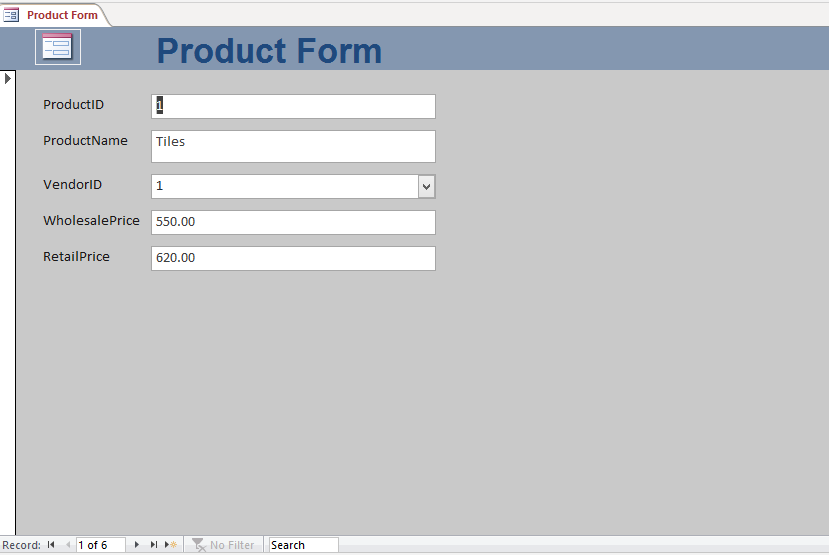 Product Form
Product Form
ProductID 1
ProductName Tiles
VendorID 1
WholesalePrice 550.00
RetailPrice 620.00
Record: 1 of 6 No Filter Search